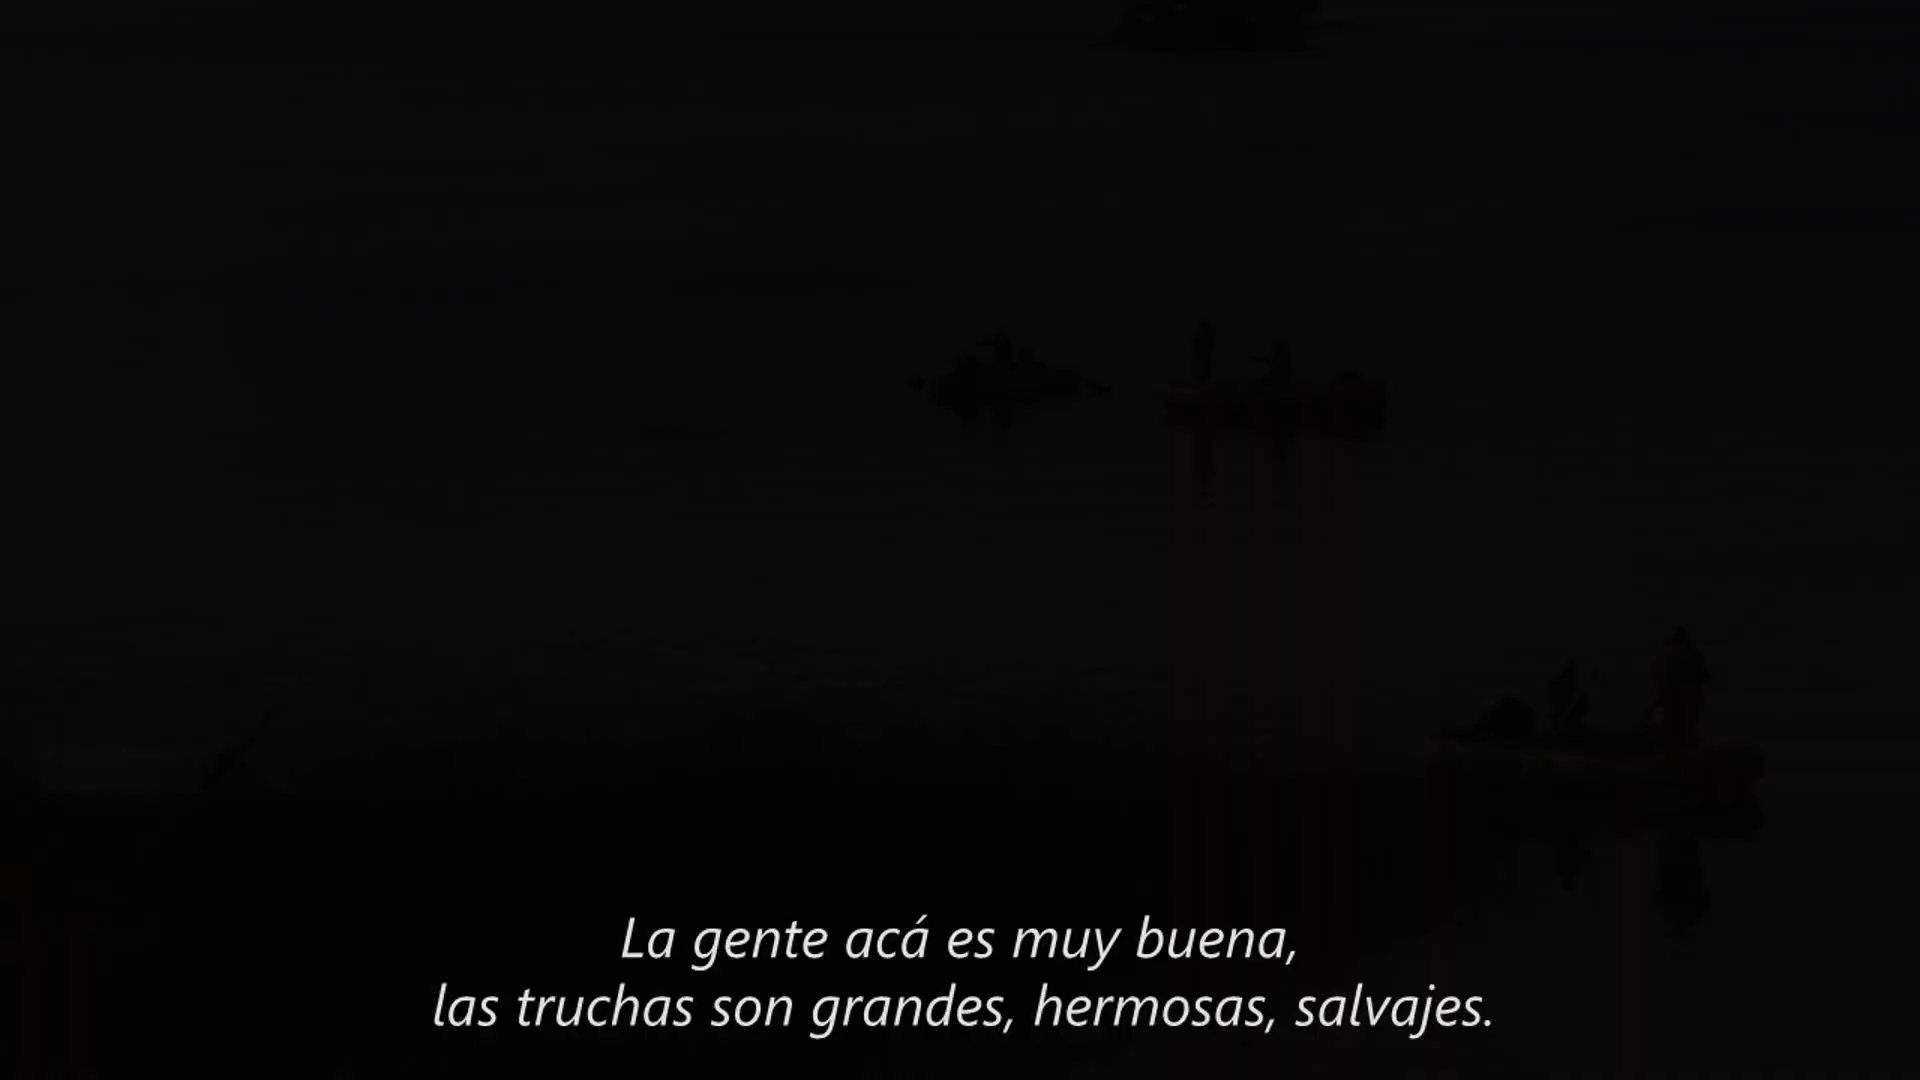 La gente acá es muy buena,
las truchas son grandes, hermosas, salvajes.